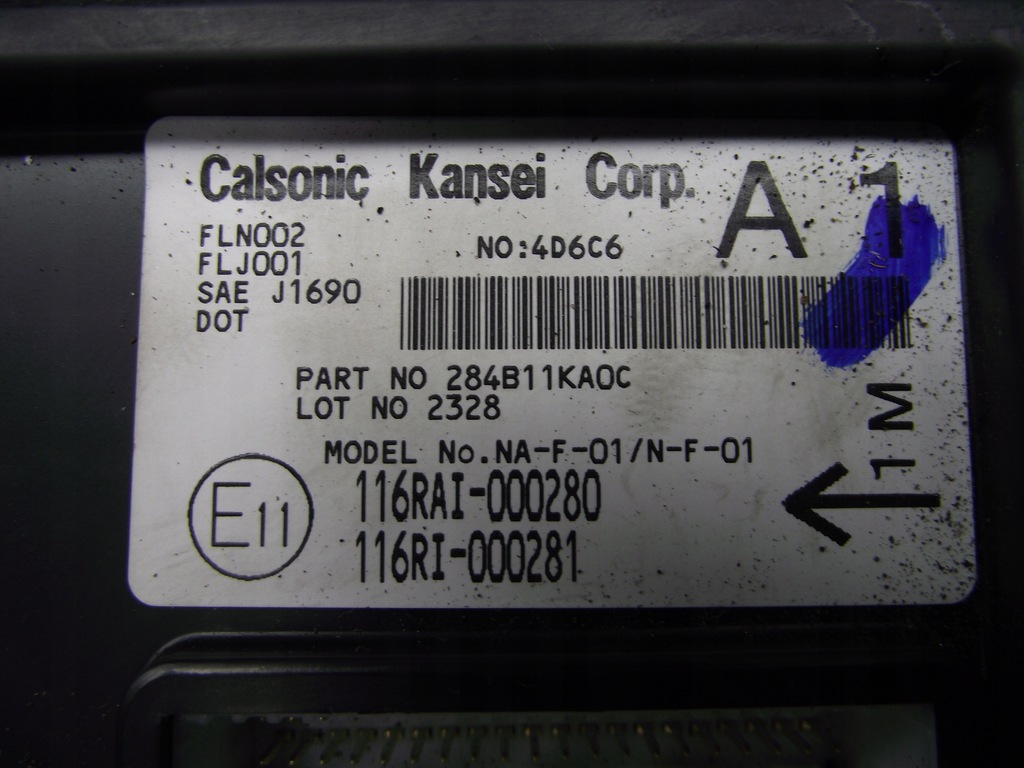 Calsonic Kansei Corp. A 1
FLN002
FLJ001
SAE J1690
DOT
NO:4D6C6
PART NO 284B11KA0C
LOT NO 2328
MODEL No.NA-F-01/N-F-01
E11
116RAI-000280
116RI-000281
1M